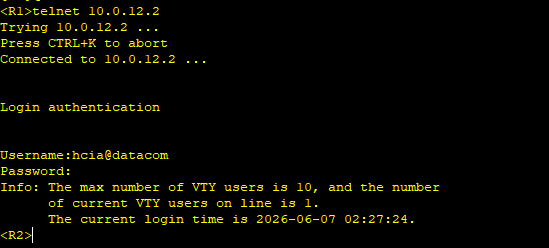 <R1>telnet 10.0.12.2
Trying 10.0.12.2 ...
Press CTRL+K to abort
Connected to 10.0.12.2 ...
Login authentication
Username:hcia@datacom
Password:
Info: The max number of VTY users is 10, and the number
of current VTY users on line is 1.
The current login time is 2026-06-07 02:27:24.
<R2>